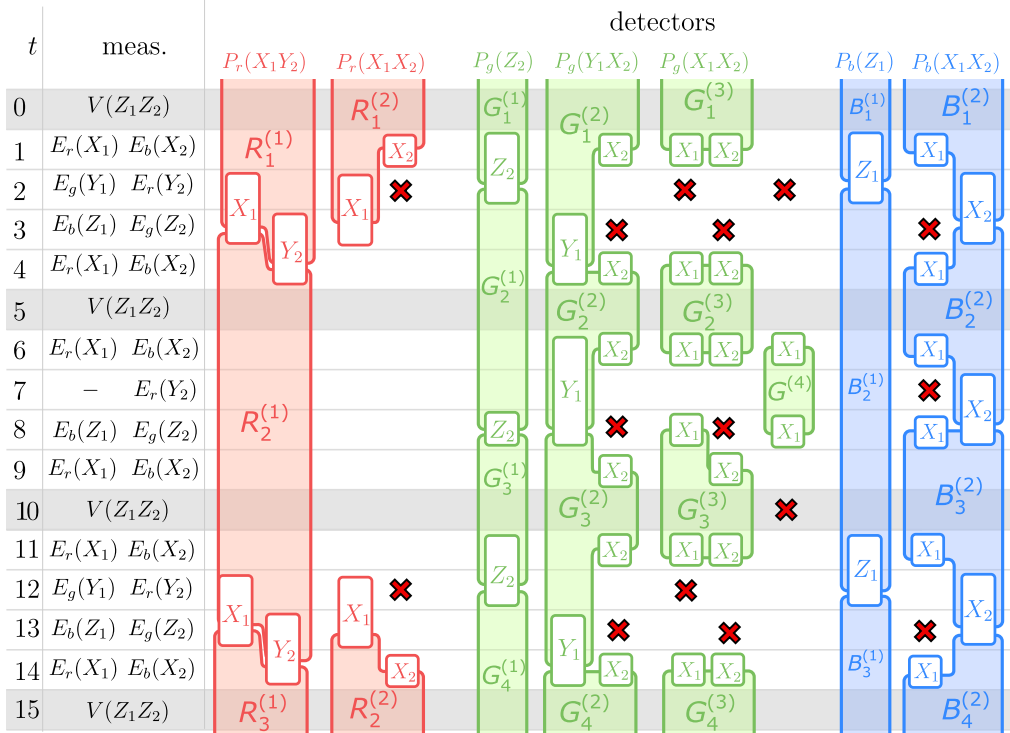 detectors
t meas. P_r(X_1Y_2) P_r(X_1X_2) P_g(Z_2) P_g(Y_1X_2) P_g(X_1X_2) P_b(Z_1) P_b(X_1X_2)
0 V(Z_1Z_2) R_1^(1) R_1^(2) G_1^(1) G_1^(2) G_1^(3) B_1^(1) B_1^(2)
1 E_r(X_1) E_b(X_2) X_2 Z_2 X_2 X_1 X_2 Z_1 X_1
2 E_g(Y_1) E_r(Y_2) X_1 X_1 X_2
3 E_b(Z_1) E_g(Z_2) Y_2 Y_1
4 E_r(X_1) E_b(X_2) G_2^(1) X_2 X_1 X_2 X_1
5 V(Z_1Z_2) G_2^(2) G_2^(3) B_2^(2)
6 E_r(X_1) E_b(X_2) X_2 X_1 X_2 X_1 X_1
7 − E_r(Y_2) R_2^(1) Y_1 G^(4) B_2^(1) X_2
8 E_b(Z_1) E_g(Z_2) Z_2 X_1 X_1 X_1
9 E_r(X_1) E_b(X_2) G_3^(1) X_2 X_2 B_3^(2)
10 V(Z_1Z_2) G_3^(2) G_3^(3)
11 E_r(X_1) E_b(X_2) Z_2 X_2 X_1 X_2 Z_1 X_1
12 E_g(Y_1) E_r(Y_2) X_1 X_1 X_2
13 E_b(Z_1) E_g(Z_2) Y_2 Y_1
14 E_r(X_1) E_b(X_2) X_2 G_4^(1) X_2 X_1 X_2 B_3^(1) X_1
15 V(Z_1Z_2) R_3^(1) R_2^(2) G_4^(2) G_4^(3) B_4^(2)